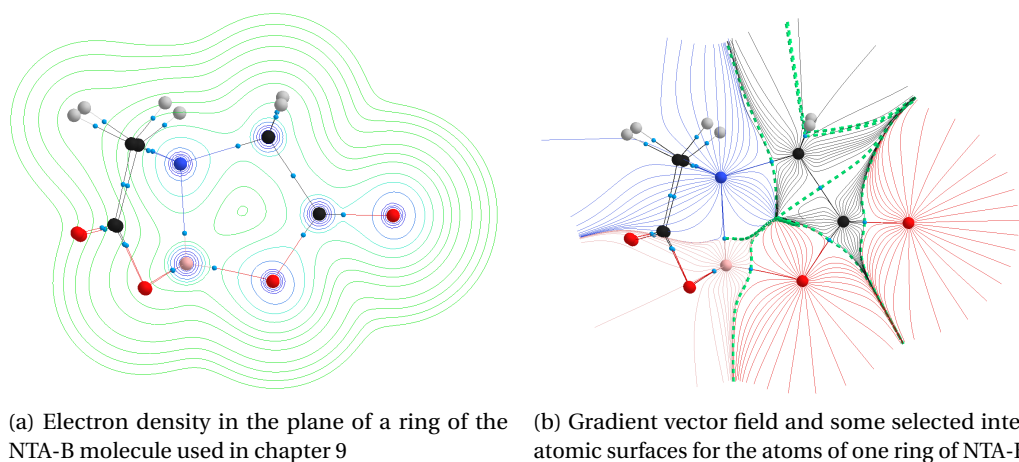 (a) Electron density in the plane of a ring of the
NTA-B molecule used in chapter 9
(b) Gradient vector field and some selected inte
atomic surfaces for the atoms of one ring of NTA-